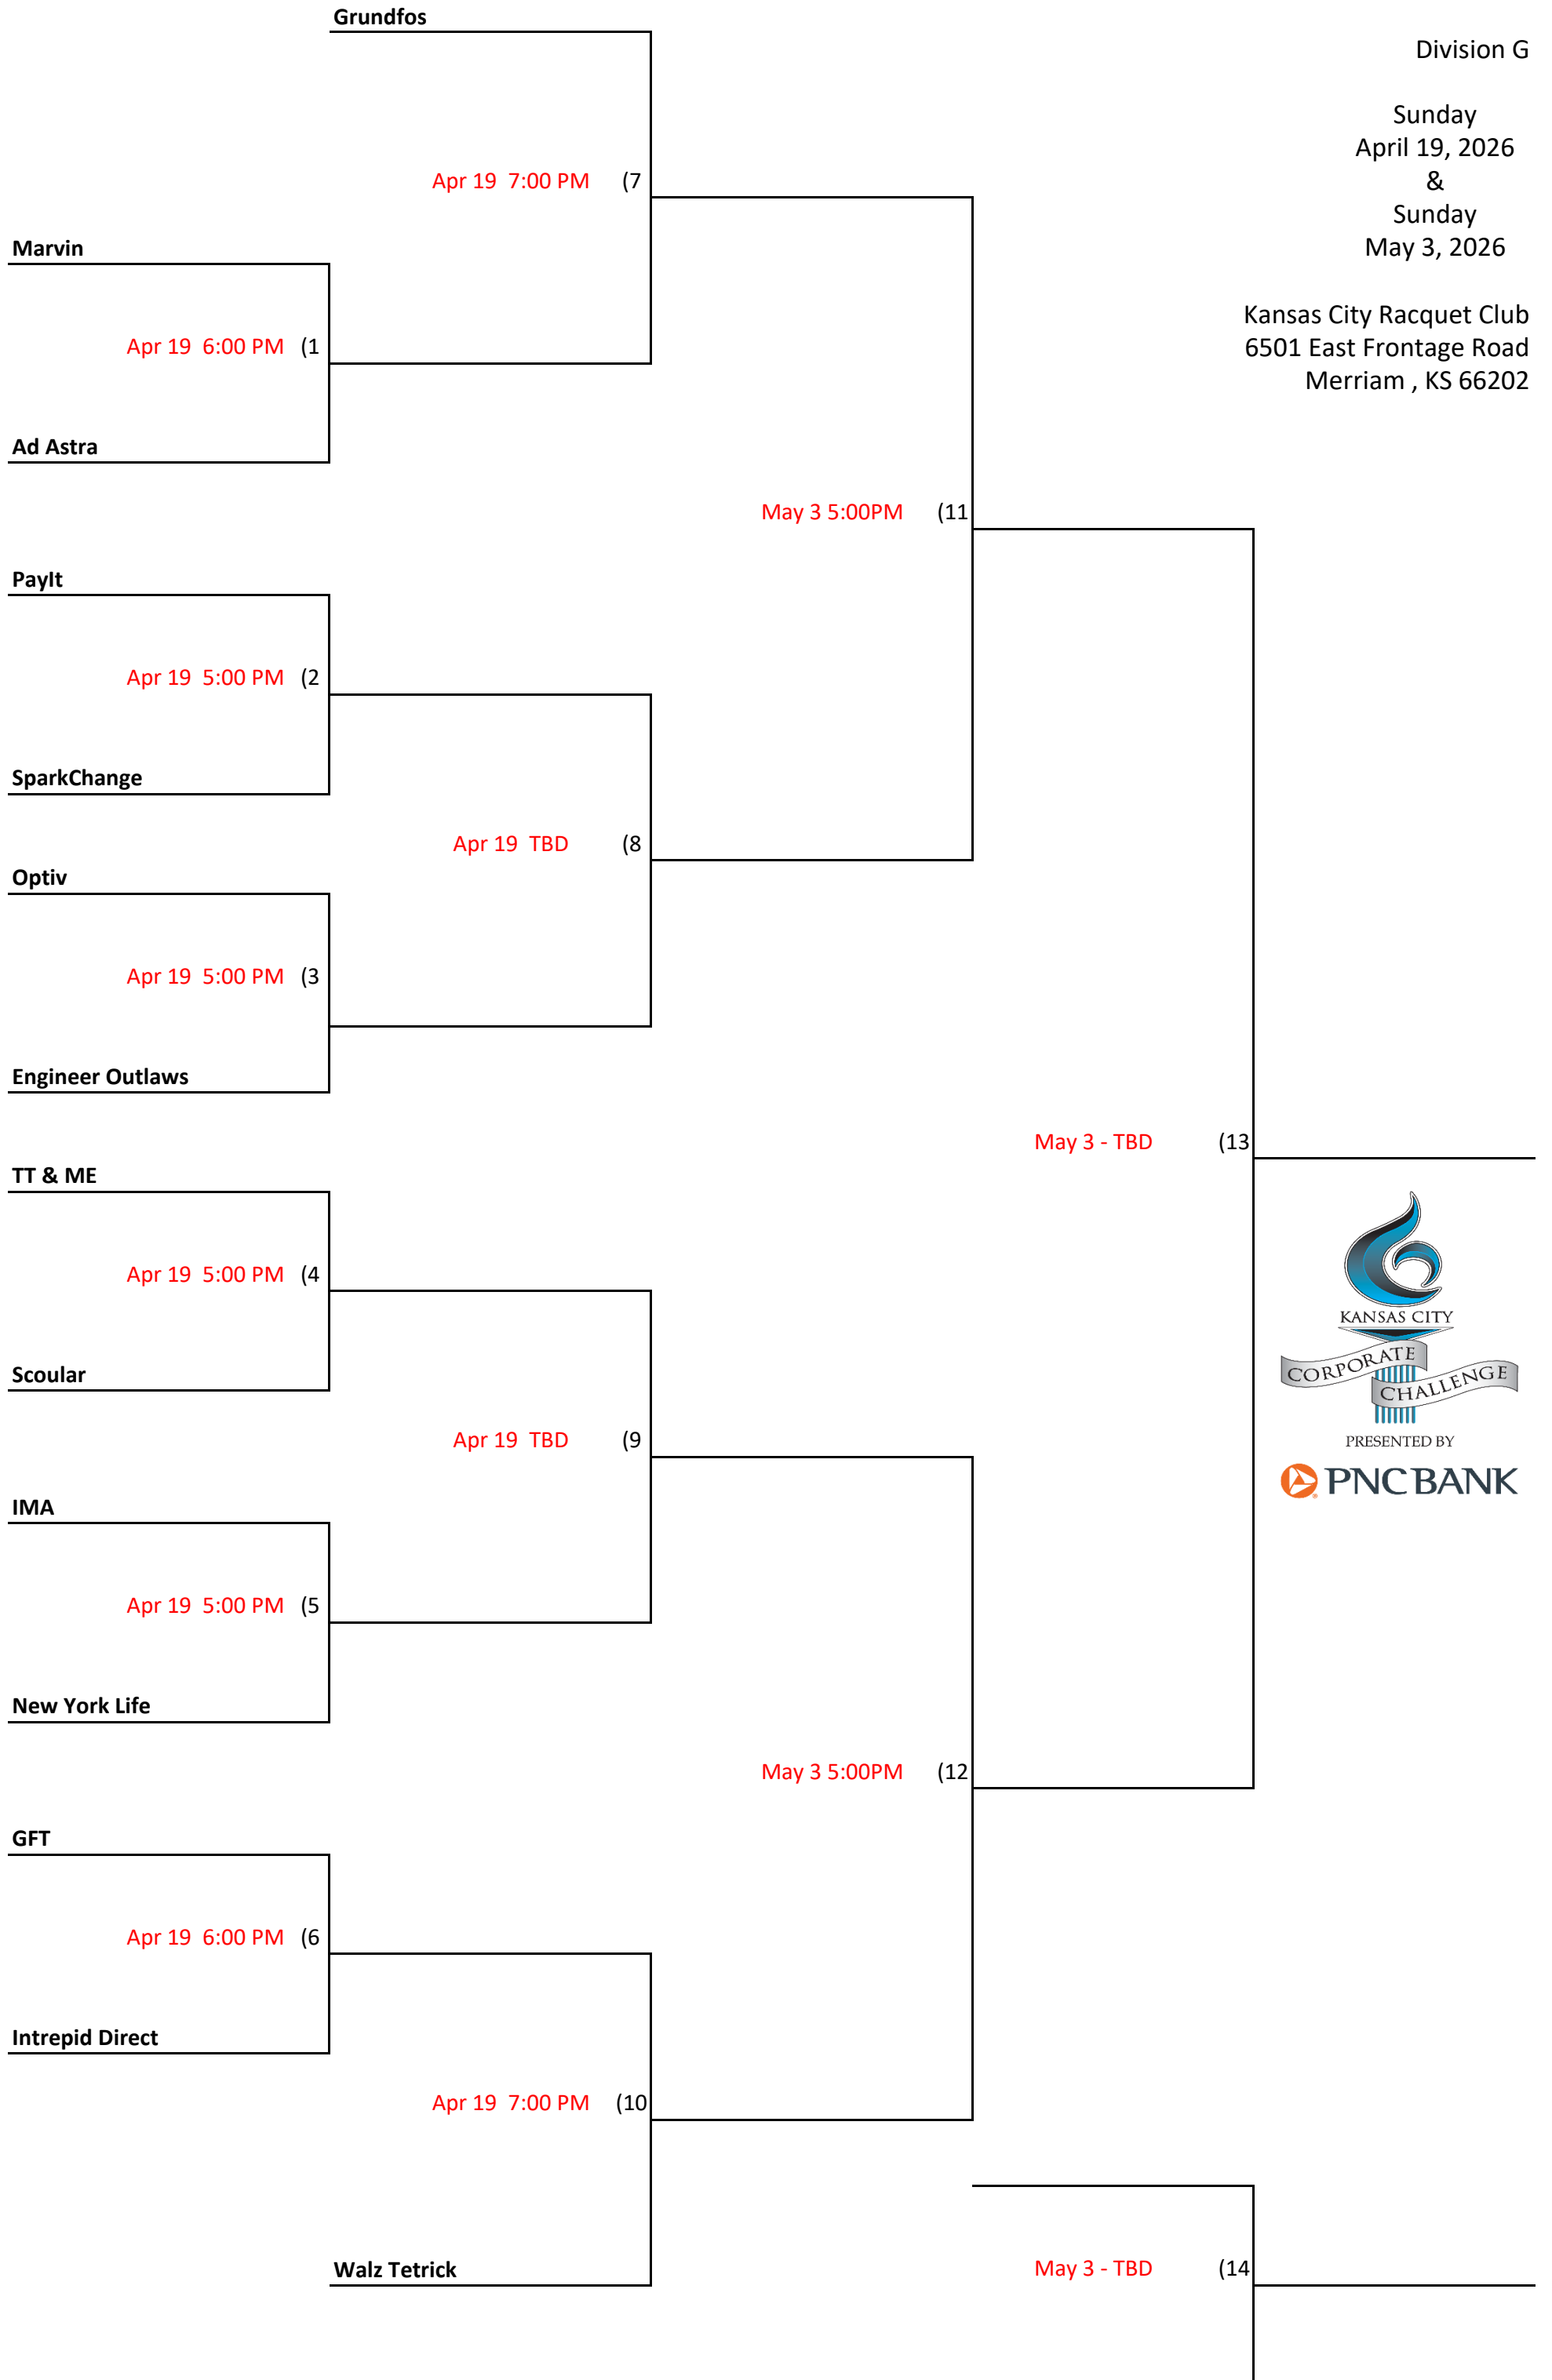 Grundfos
Division G
Sunday
April 19, 2026
&
Sunday
May 3, 2026
Apr 19  7:00 PM (7
Marvin
Kansas City Racquet Club
6501 East Frontage Road
Merriam , KS 66202
Apr 19  6:00 PM (1
Ad Astra
May 3 5:00PM (11
PayIt
Apr 19  5:00 PM (2
SparkChange
Apr 19  TBD (8
Optiv
Apr 19  5:00 PM (3
Engineer Outlaws
May 3 - TBD (13
TT & ME
Apr 19  5:00 PM (4
KANSAS CITY
CORPORATE
CHALLENGE
PRESENTED BY
PNC BANK
Scoular
Apr 19  TBD (9
IMA
Apr 19  5:00 PM (5
New York Life
May 3 5:00PM (12
GFT
Apr 19  6:00 PM (6
Intrepid Direct
Apr 19  7:00 PM (10
Walz Tetrick
May 3 - TBD (14